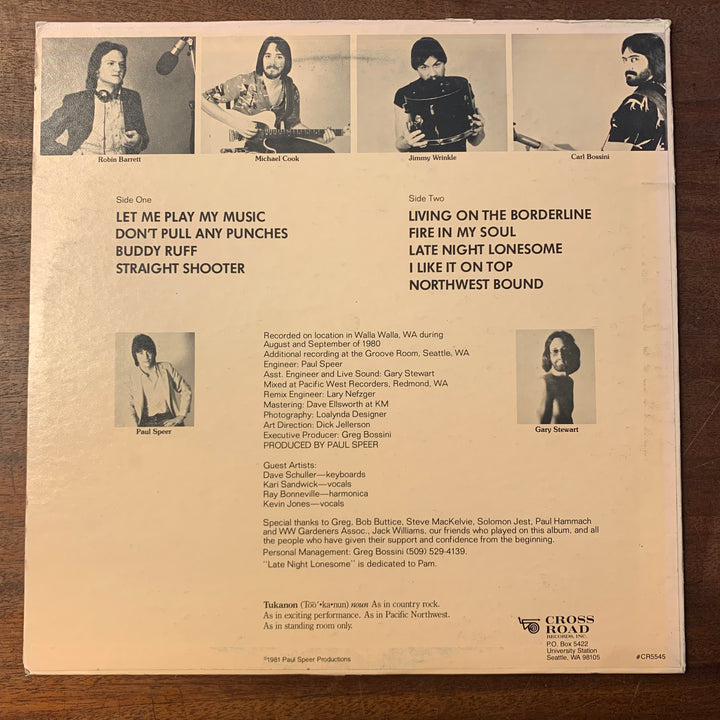 Robin Barrett
Michael Cook
Jimmy Wrinkle
Carl Bossini
Side One
LET ME PLAY MY MUSIC
DON'T PULL ANY PUNCHES
BUDDY RUFF
STRAIGHT SHOOTER
Side Two
LIVING ON THE BORDERLINE
FIRE IN MY SOUL
LATE NIGHT LONESOME
I LIKE IT ON TOP
NORTHWEST BOUND
Paul Speer
Recorded on location in Walla Walla, WA during
August and September of 1980
Additional recording at the Groove Room, Seattle, WA
Engineer: Paul Speer
Asst. Engineer and Live Sound: Gary Stewart
Mixed at Pacific West Recorders, Redmond, WA
Remix Engineer: Lary Nefzger
Mastering: Dave Ellsworth at KM
Photography: Loalynda Designer
Art Direction: Dick Jellerson
Executive Producer: Greg Bossini
PRODUCED BY PAUL SPEER
Gary Stewart
Guest Artists:
Dave Schuller—keyboards
Kari Sandwick—vocals
Ray Bonneville—harmonica
Kevin Jones—vocals
Special thanks to Greg, Bob Buttice, Steve MacKelvie, Solomon Jest, Paul Hammach
and WW Gardeners Assoc., Jack Williams, our friends who played on this album, and all
the people who have given their support and confidence from the beginning.
Personal Management: Greg Bossini (509) 529-4139.
"Late Night Lonesome" is dedicated to Pam.
Tukanon (Tōō'•ka•nun) noun As in country rock.
As in exciting performance. As in Pacific Northwest.
As in standing room only.
©1981 Paul Speer Productions
CROSS
ROAD
RECORDS, INC.
P.O. Box 5422
University Station
Seattle, WA 98105
#CR5545